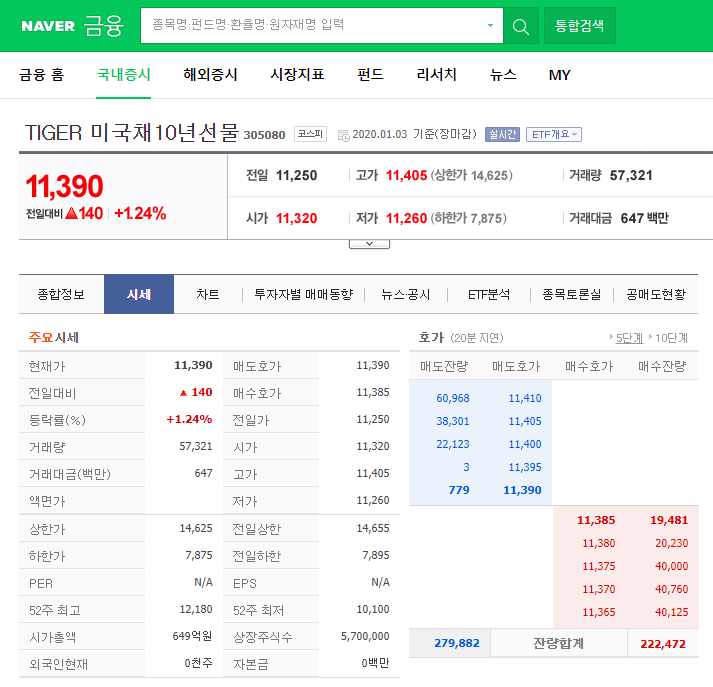 NAVER 금융 종목명·펀드명·환율명·원자재명 입력 통합검색
금융 홈 국내증시 해외증시 시장지표 펀드 리서치 뉴스 MY
TIGER 미국채10년선물 305080 코스피 2020.01.03 기준(장마감) 실시간 ETF개요
11,390
전일대비 ▲140 +1.24%
전일 11,250 고가 11,405 (상한가 14,625) 거래량 57,321
시가 11,320 저가 11,260 (하한가 7,875) 거래대금 647 백만
종합정보 시세 차트 투자자별 매매동향 뉴스·공시 ETF분석 종목토론실 공매도현황
주요시세
현재가 11,390 매도호가 11,390
전일대비 ▲ 140 매수호가 11,385
등락률(%) +1.24% 전일가 11,250
거래량 57,321 시가 11,320
거래대금(백만) 647 고가 11,405
액면가 저가 11,260
상한가 14,625 전일상한 14,655
하한가 7,875 전일하한 7,895
PER N/A EPS N/A
52주 최고 12,180 52주 최저 10,100
시가총액 649억원 상장주식수 5,700,000
외국인현재 0천주 자본금 0백만
호가 (20분 지연) 5단계 10단계
매도잔량 매도호가 매수호가 매수잔량
60,968 11,410
38,301 11,405
22,123 11,400
3 11,395
779 11,390
11,385 19,481
11,380 20,230
11,375 40,000
11,370 40,760
11,365 40,125
279,882 잔량합계 222,472